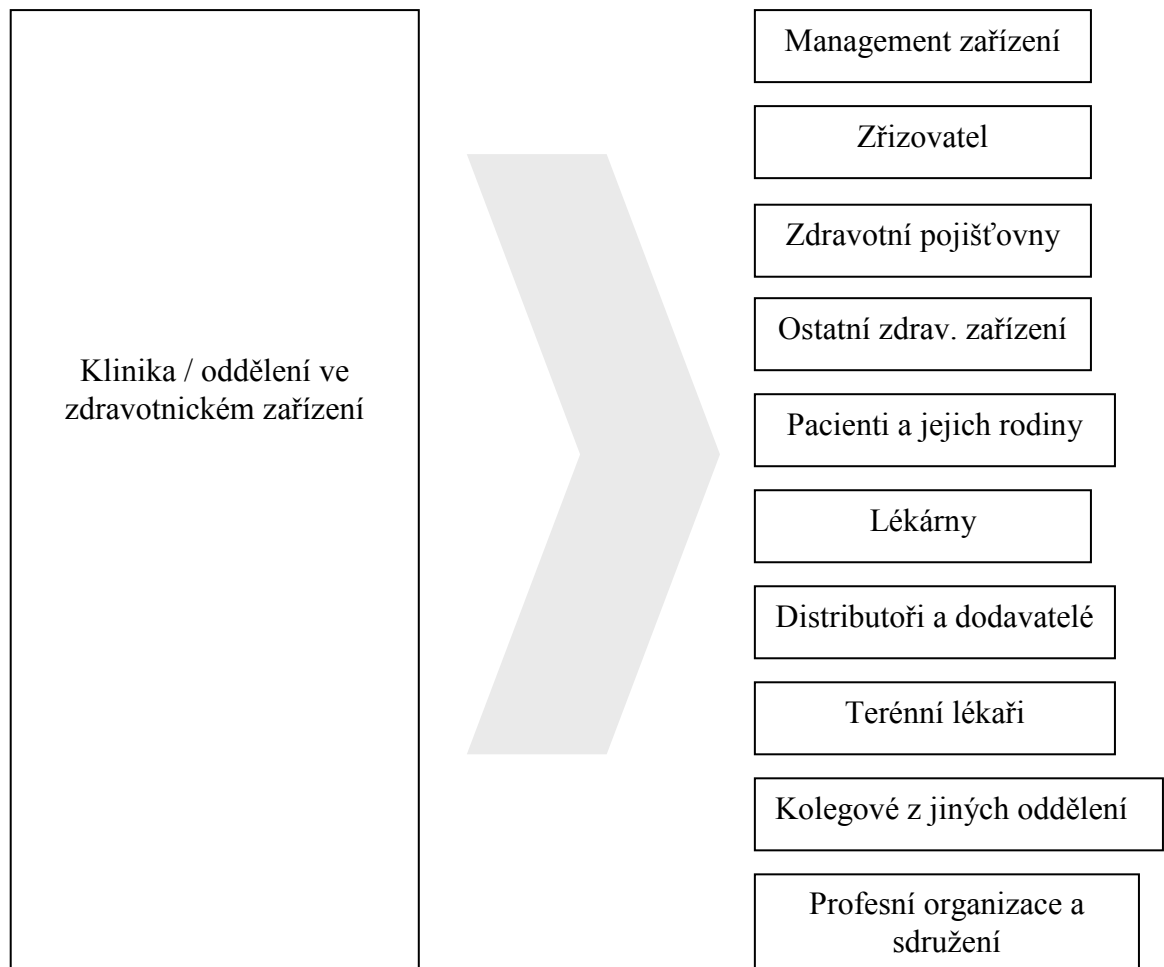 Klinika / oddělení ve
zdravotnickém zařízení
Management zařízení
Zřizovatel
Zdravotní pojišťovny
Ostatní zdrav. zařízení
Pacienti a jejich rodiny
Lékárny
Distributoři a dodavatelé
Terénní lékaři
Kolegové z jiných oddělení
Profesní organizace a
sdružení